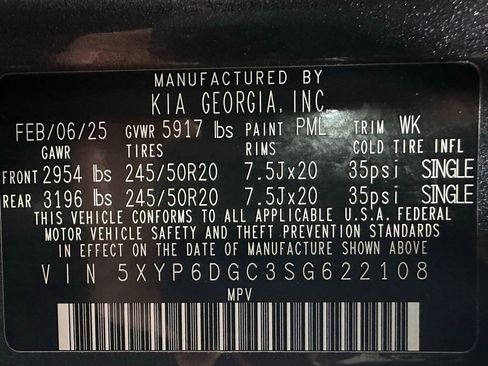 MANUFACTURED BY
KIA GEORGIA, INC.
FEB/06/25 GVWR 5917 lbs PAINT PML TRIM WK
GAWR TIRES RIMS COLD TIRE INFL
FRONT 2954 lbs 245/50R20 7.5Jx20 35psi SINGLE
REAR 3196 lbs 245/50R20 7.5Jx20 35psi SINGLE
THIS VEHICLE CONFORMS TO ALL APPLICABLE U.S.A. FEDERAL
MOTOR VEHICLE SAFETY AND THEFT PREVENTION STANDARDS
IN EFFECT ON THE DATE OF MANUFACTURE SHOWN ABOVE
VIN 5XYP6DGC3SG622108
MPV